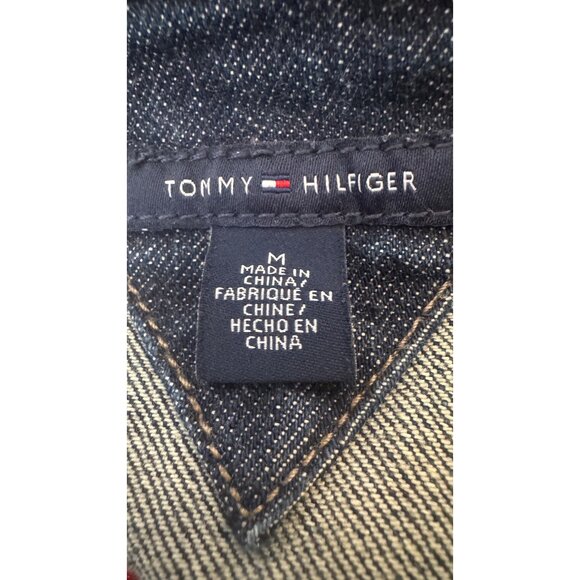 TOMMY HILFIGER
M
MADE IN
CHINA/
FABRIQUÉ EN
CHINE/
HECHO EN
CHINA